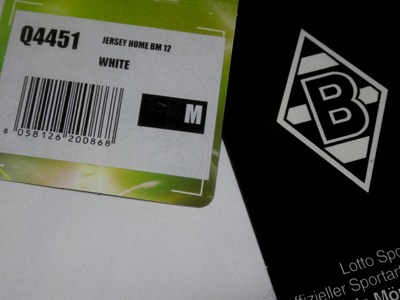 Q4451
JERSEY HOME BM 12
WHITE
M
8 058126 200868
B
Lotto Spo
offizieller Sportar